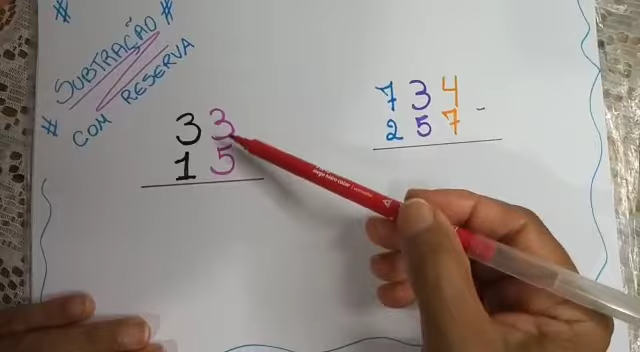 # SUBTRAÇÃO #
# COM RESERVA
33
15
734
257 -